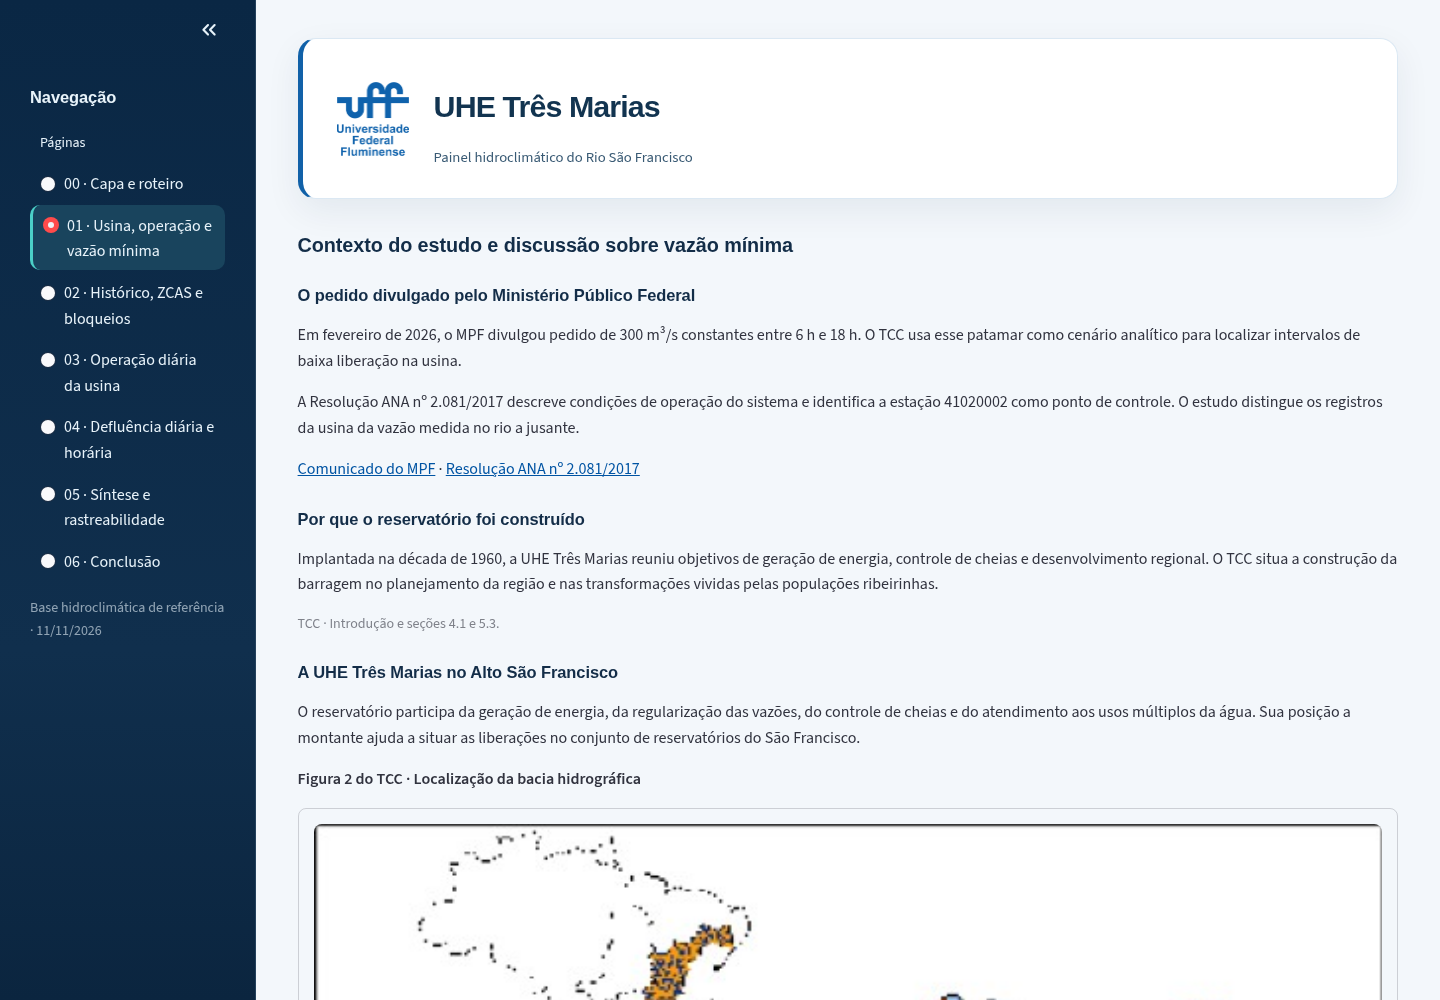 Navegação
Páginas
00 · Capa e roteiro
01 · Usina, operação e
vazão mínima
02 · Histórico, ZCAS e
bloqueios
03 · Operação diária
da usina
04 · Defluência diária e
horária
05 · Síntese e
rastreabilidade
06 · Conclusão
Base hidroclimática de referência
· 11/11/2026
uff
Universidade
Federal
Fluminense
UHE Três Marias
Painel hidroclimático do Rio São Francisco
Contexto do estudo e discussão sobre vazão mínima
O pedido divulgado pelo Ministério Público Federal
Em fevereiro de 2026, o MPF divulgou pedido de 300 m³/s constantes entre 6 h e 18 h. O TCC usa esse patamar como cenário analítico para localizar intervalos de
baixa liberação na usina.
A Resolução ANA nº 2.081/2017 descreve condições de operação do sistema e identifica a estação 41020002 como ponto de controle. O estudo distingue os registros
da usina da vazão medida no rio a jusante.
Comunicado do MPF · Resolução ANA nº 2.081/2017
Por que o reservatório foi construído
Implantada na década de 1960, a UHE Três Marias reuniu objetivos de geração de energia, controle de cheias e desenvolvimento regional. O TCC situa a construção da
barragem no planejamento da região e nas transformações vividas pelas populações ribeirinhas.
TCC · Introdução e seções 4.1 e 5.3.
A UHE Três Marias no Alto São Francisco
O reservatório participa da geração de energia, da regularização das vazões, do controle de cheias e do atendimento aos usos múltiplos da água. Sua posição a
montante ajuda a situar as liberações no conjunto de reservatórios do São Francisco.
Figura 2 do TCC · Localização da bacia hidrográfica